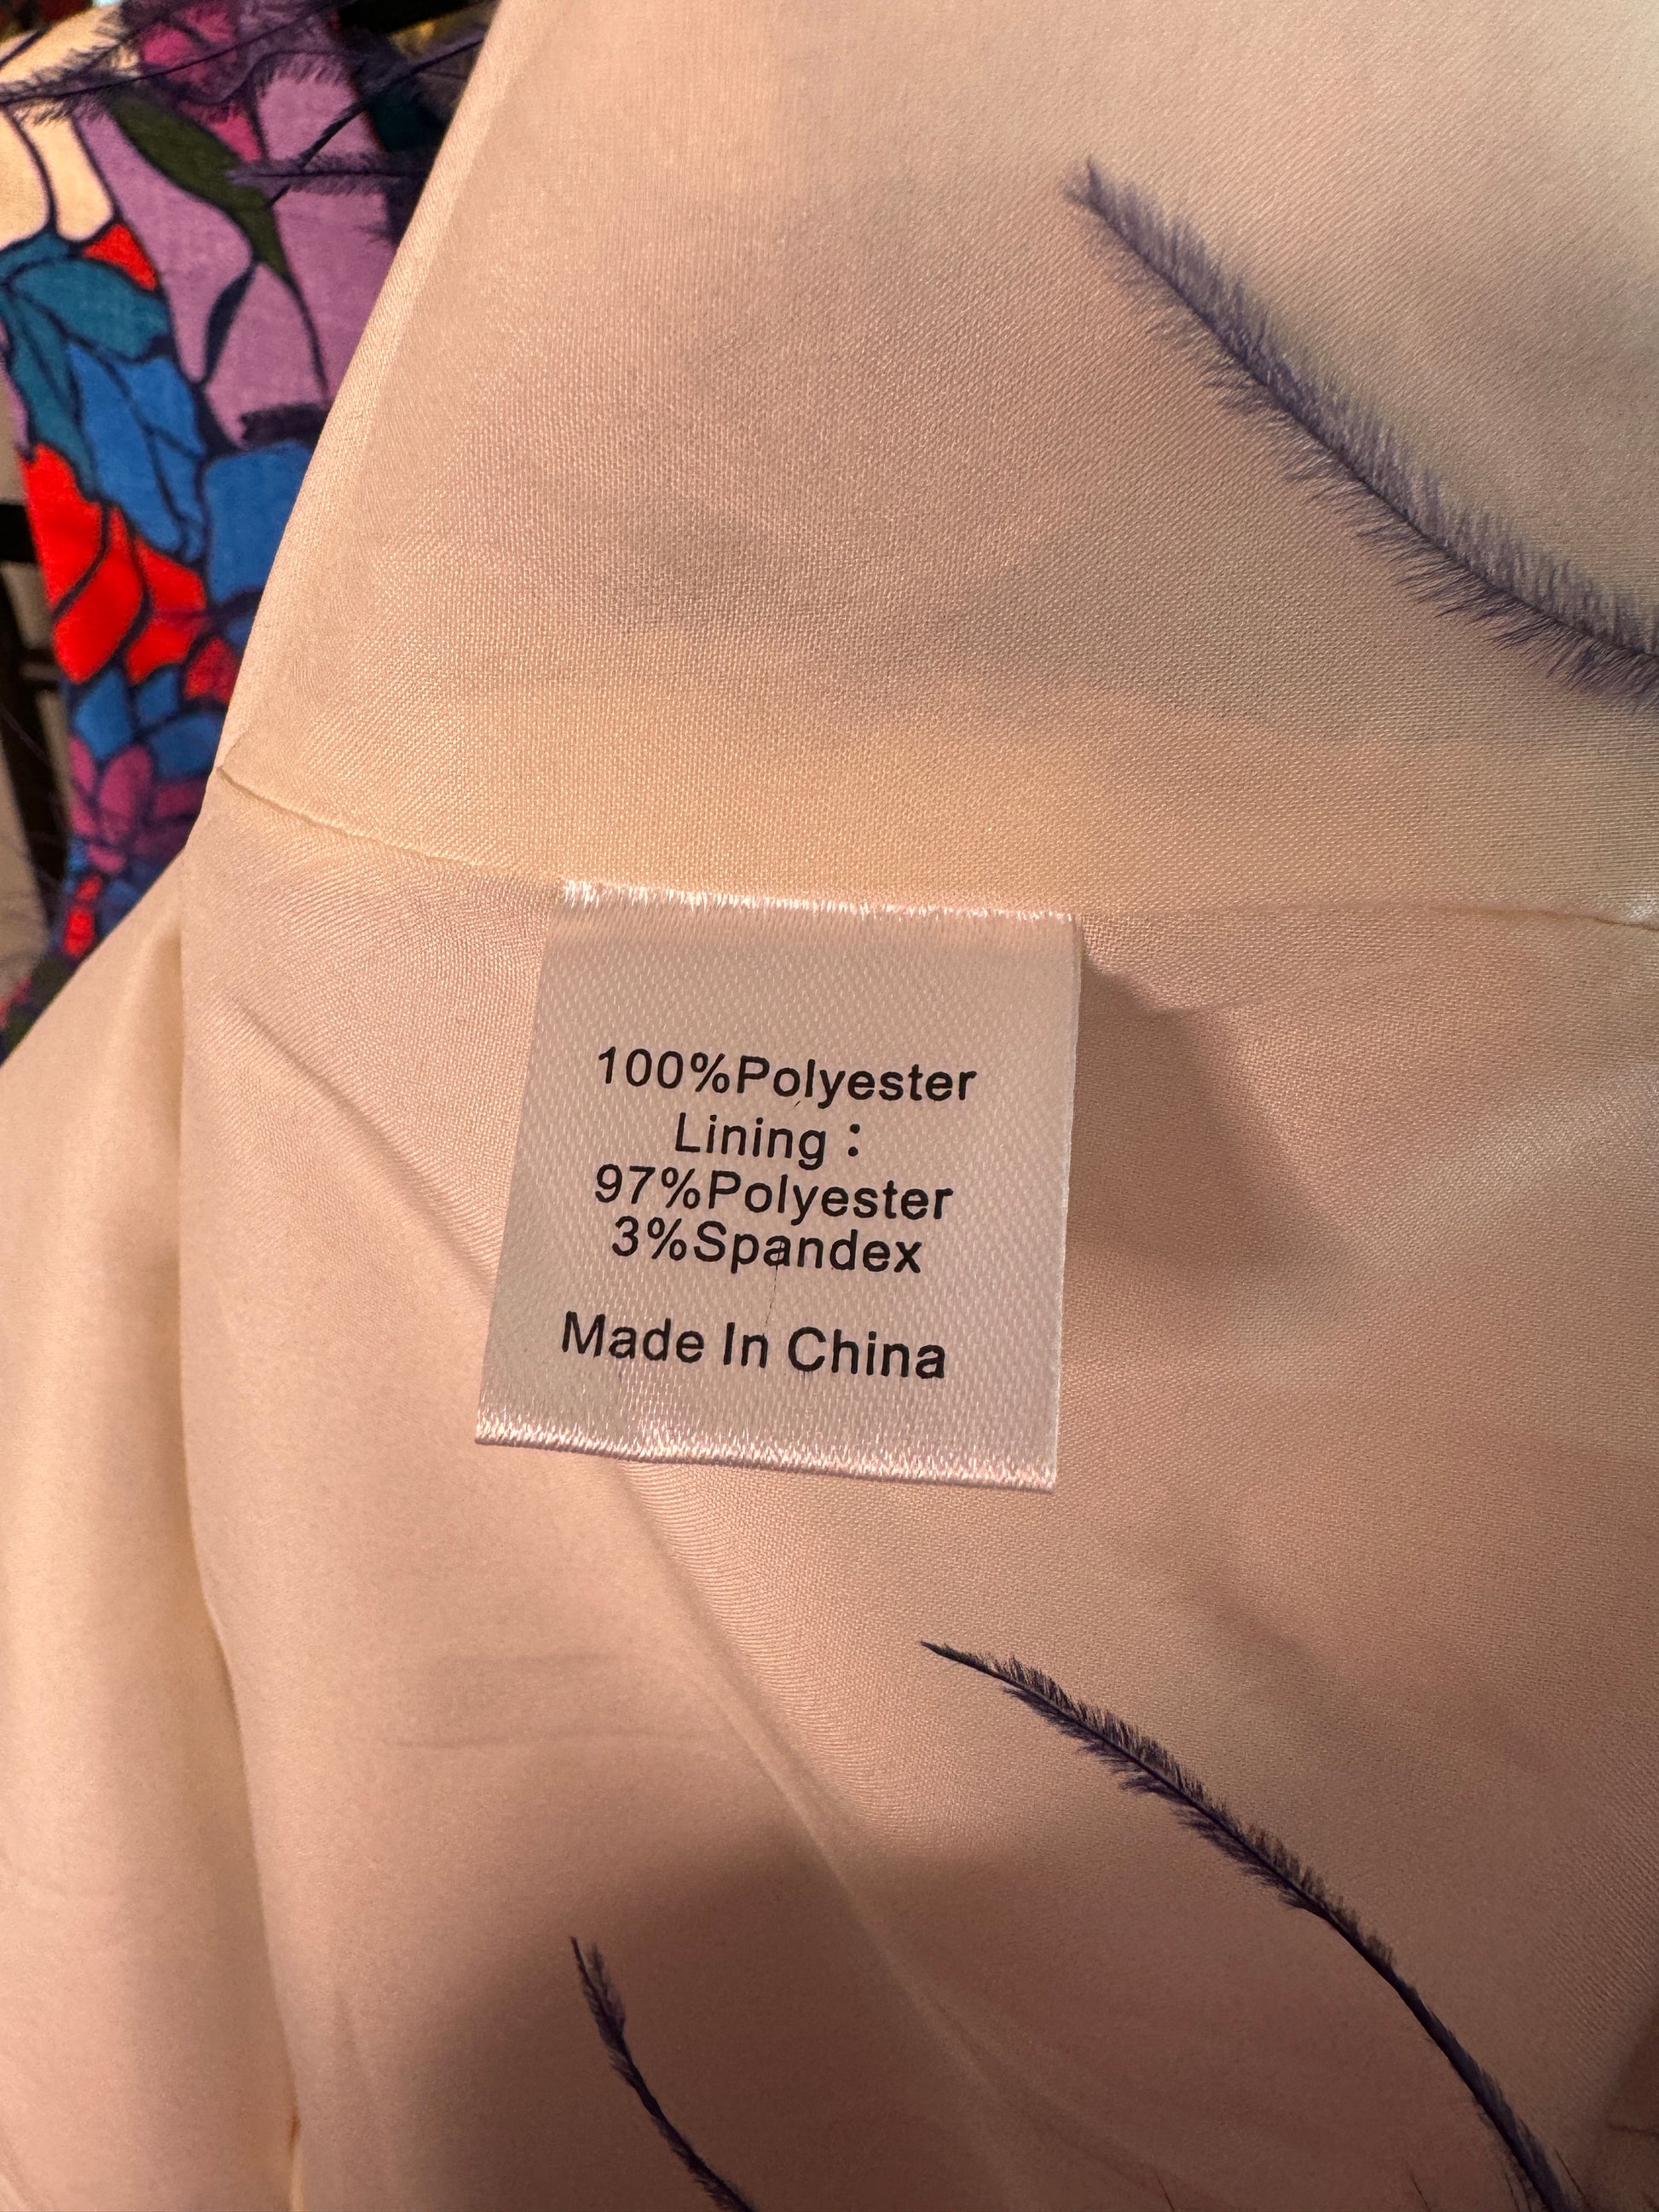 100%Polyester
Lining：
97%Polyester
3%Spandex
Made In China